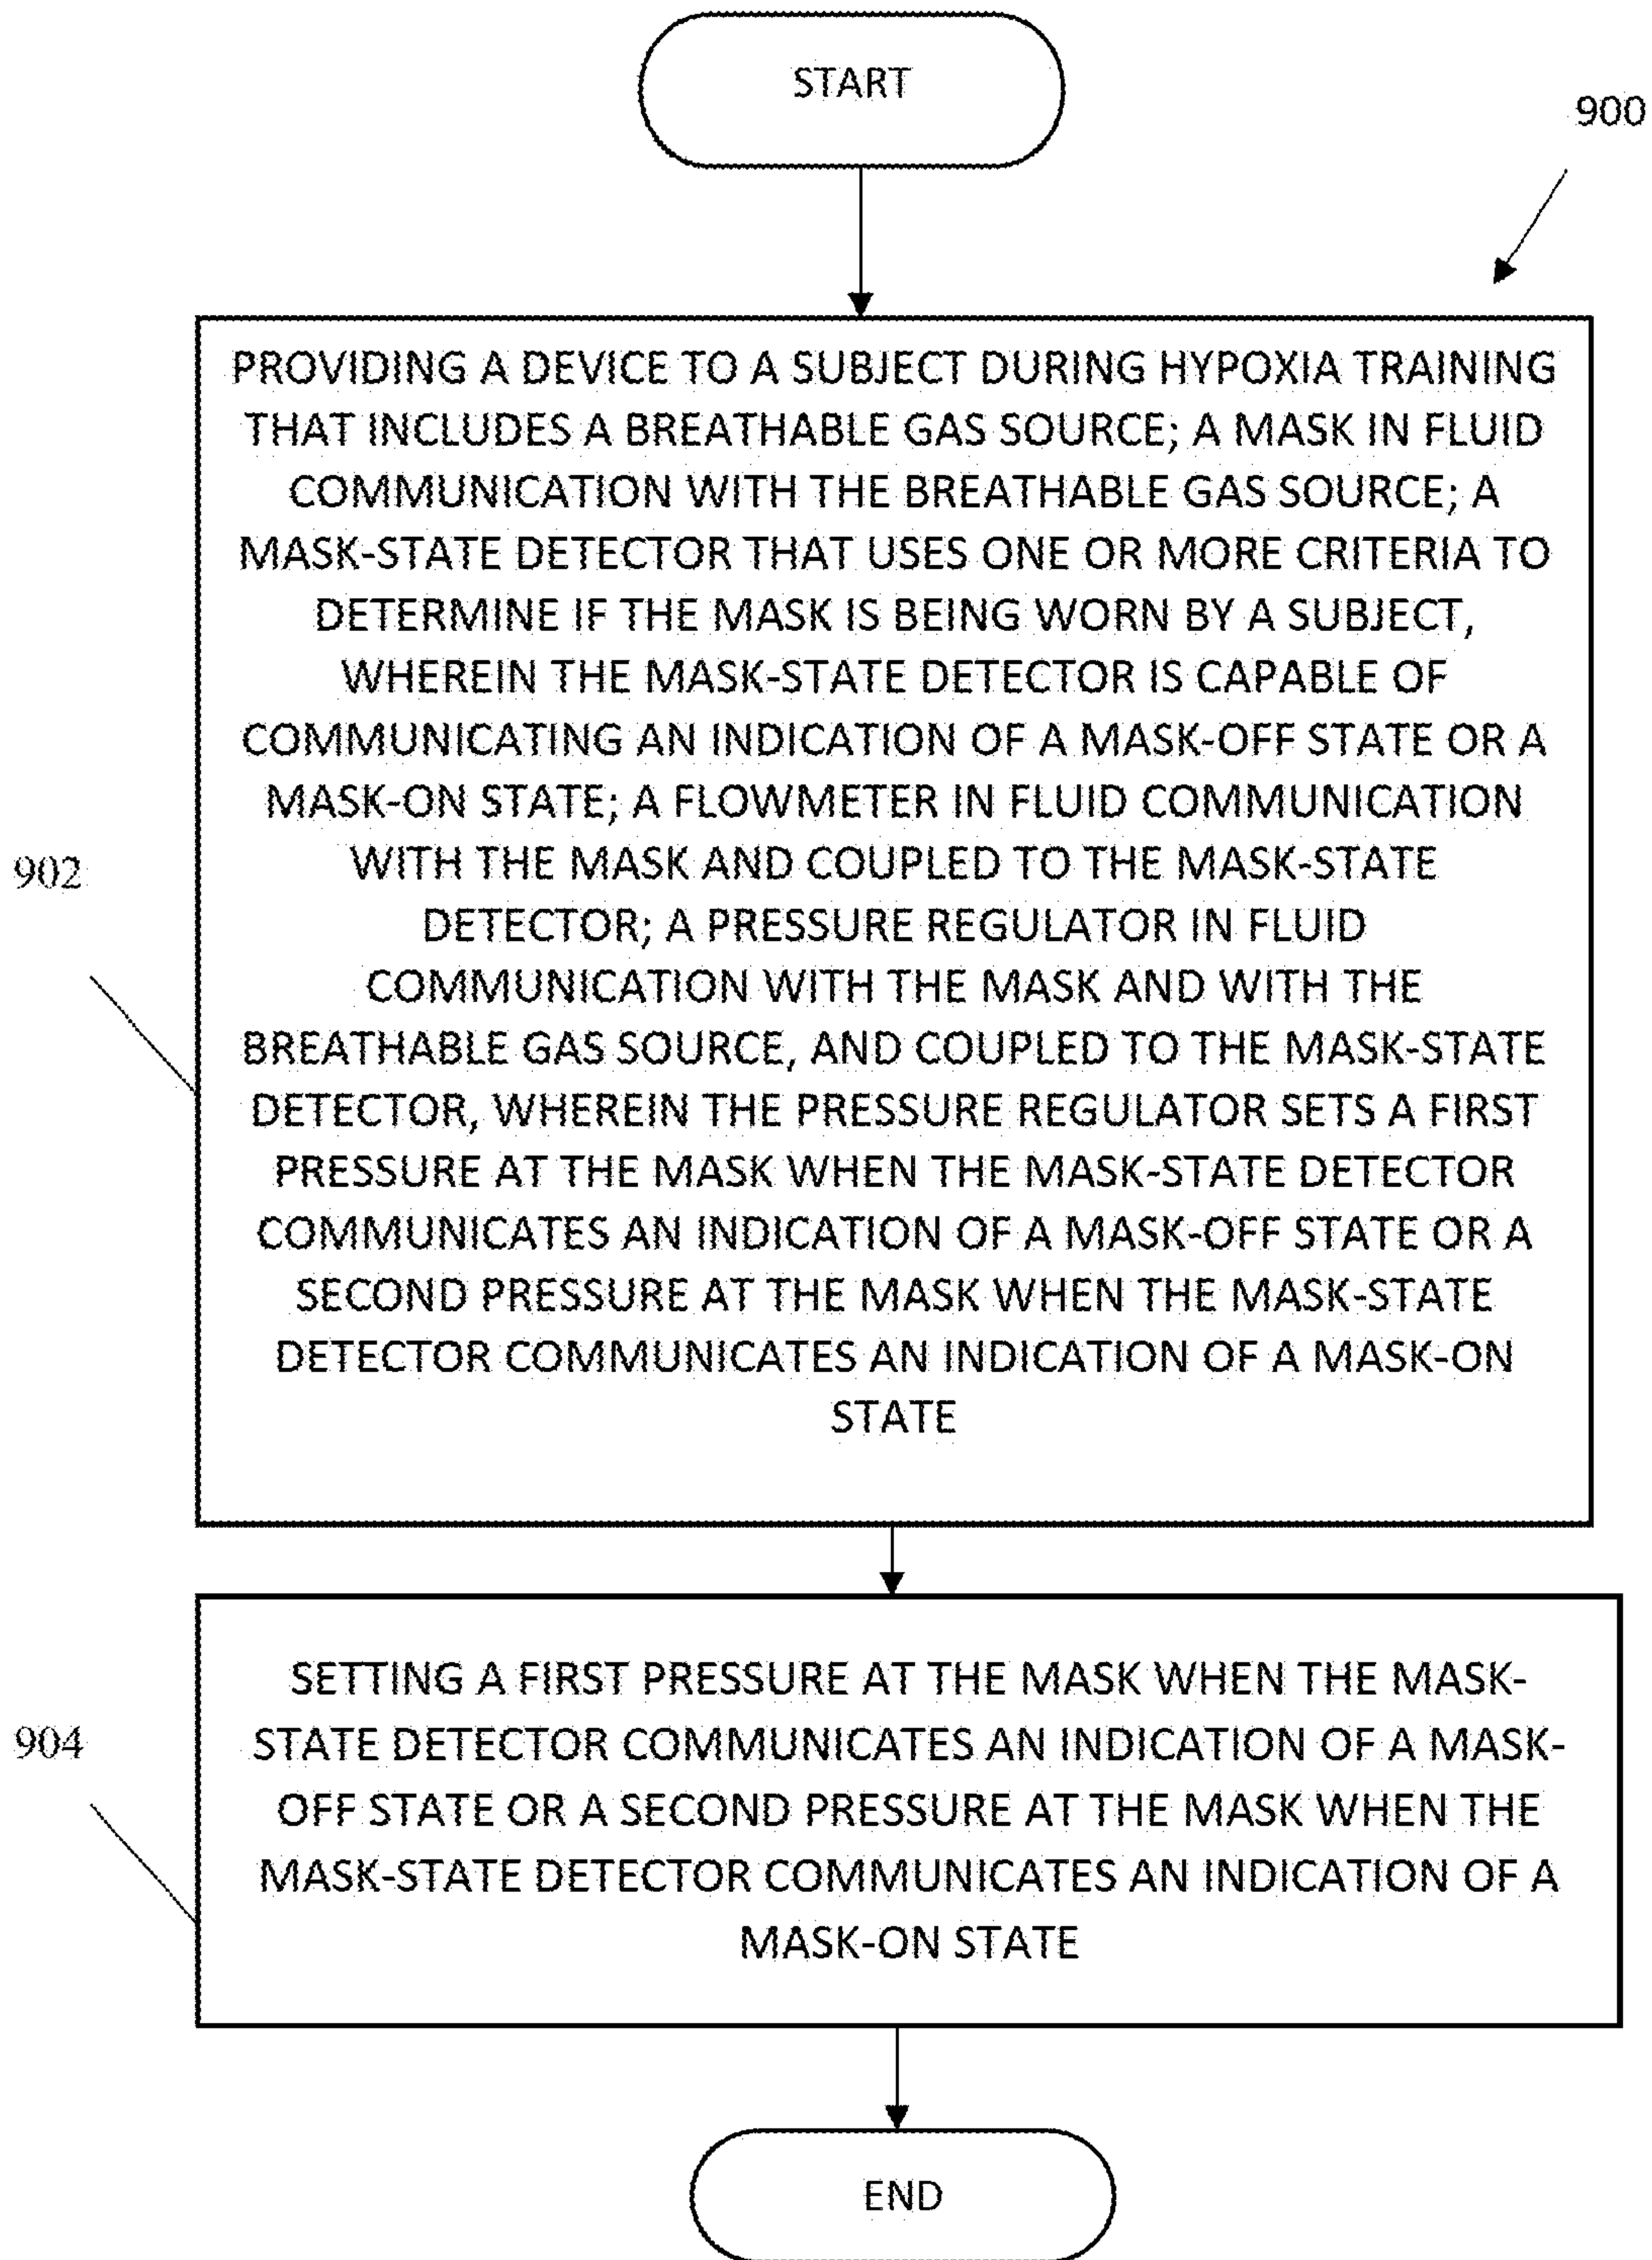 START
900
PROVIDING A DEVICE TO A SUBJECT DURING HYPOXIA TRAINING
THAT INCLUDES A BREATHABLE GAS SOURCE; A MASK IN FLUID
COMMUNICATION WITH THE BREATHABLE GAS SOURCE; A
MASK-STATE DETECTOR THAT USES ONE OR MORE CRITERIA TO
DETERMINE IF THE MASK IS BEING WORN BY A SUBJECT,
WHEREIN THE MASK-STATE DETECTOR IS CAPABLE OF
COMMUNICATING AN INDICATION OF A MASK-OFF STATE OR A
MASK-ON STATE; A FLOWMETER IN FLUID COMMUNICATION
WITH THE MASK AND COUPLED TO THE MASK-STATE
DETECTOR; A PRESSURE REGULATOR IN FLUID
COMMUNICATION WITH THE MASK AND WITH THE
BREATHABLE GAS SOURCE, AND COUPLED TO THE MASK-STATE
DETECTOR, WHEREIN THE PRESSURE REGULATOR SETS A FIRST
PRESSURE AT THE MASK WHEN THE MASK-STATE DETECTOR
COMMUNICATES AN INDICATION OF A MASK-OFF STATE OR A
SECOND PRESSURE AT THE MASK WHEN THE MASK-STATE
DETECTOR COMMUNICATES AN INDICATION OF A MASK-ON
STATE
902
SETTING A FIRST PRESSURE AT THE MASK WHEN THE MASK-
STATE DETECTOR COMMUNICATES AN INDICATION OF A MASK-
OFF STATE OR A SECOND PRESSURE AT THE MASK WHEN THE
MASK-STATE DETECTOR COMMUNICATES AN INDICATION OF A
MASK-ON STATE
904
END